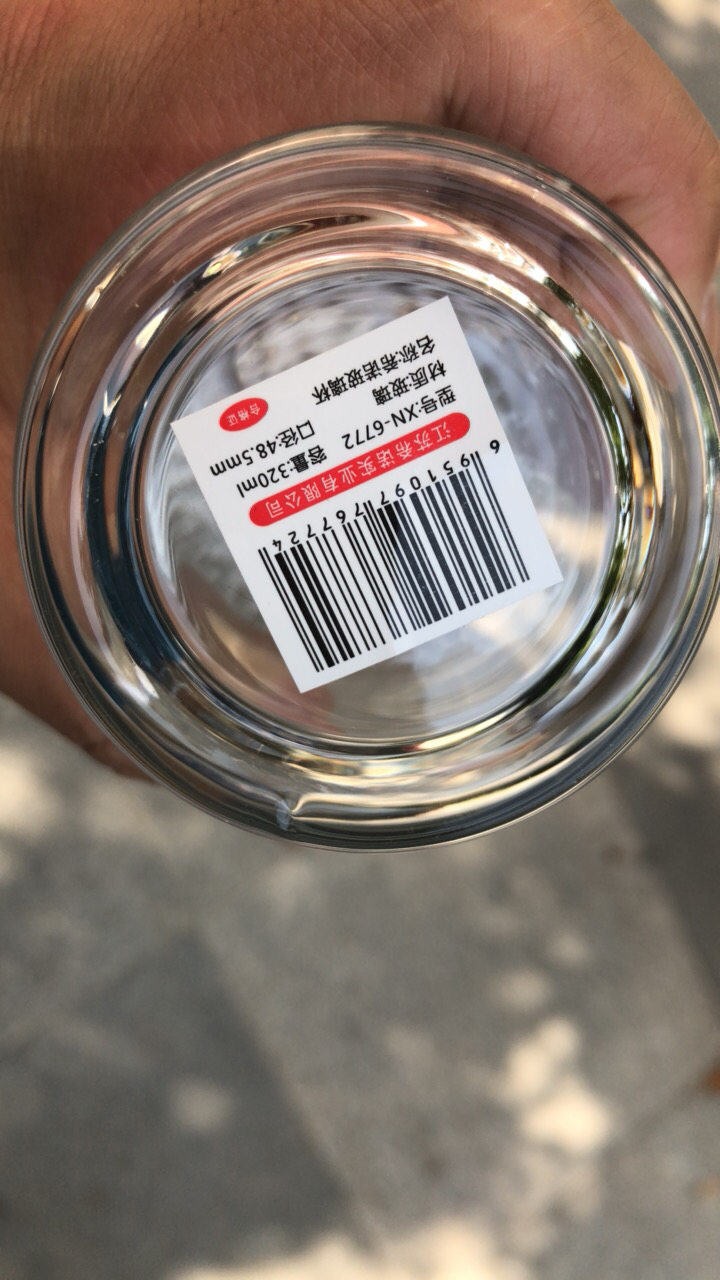 名称:希诺玻璃杯
材质:玻璃 合格证
型号:XN-6772 口径:48.5mm
容量:320ml
江苏希诺实业有限公司
6 951097 767724